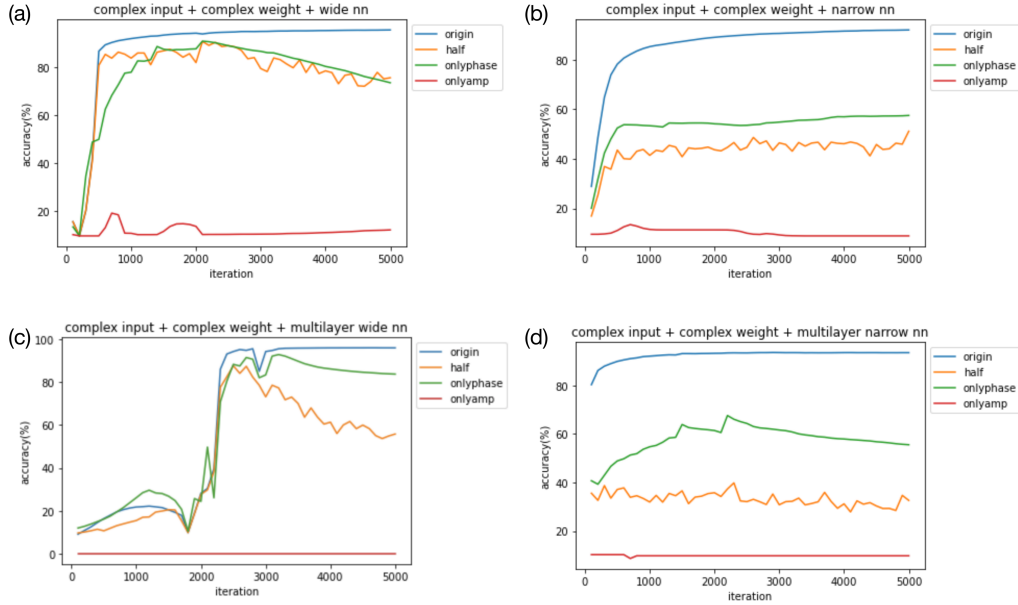 (a)
complex input + complex weight + wide nn
accuracy(%)
80
60
40
20
0
1000
2000
3000
4000
5000
iteration
origin
half
onlyphase
onlyamp
(b)
complex input + complex weight + narrow nn
accuracy(%)
80
60
40
20
0
1000
2000
3000
4000
5000
iteration
origin
half
onlyphase
onlyamp
(c)
complex input + complex weight + multilayer wide nn
accuracy(%)
100
80
60
40
20
0
0
1000
2000
3000
4000
5000
iteration
origin
half
onlyphase
onlyamp
(d)
complex input + complex weight + multilayer narrow nn
accuracy(%)
80
60
40
20
0
1000
2000
3000
4000
5000
iteration
origin
half
onlyphase
onlyamp